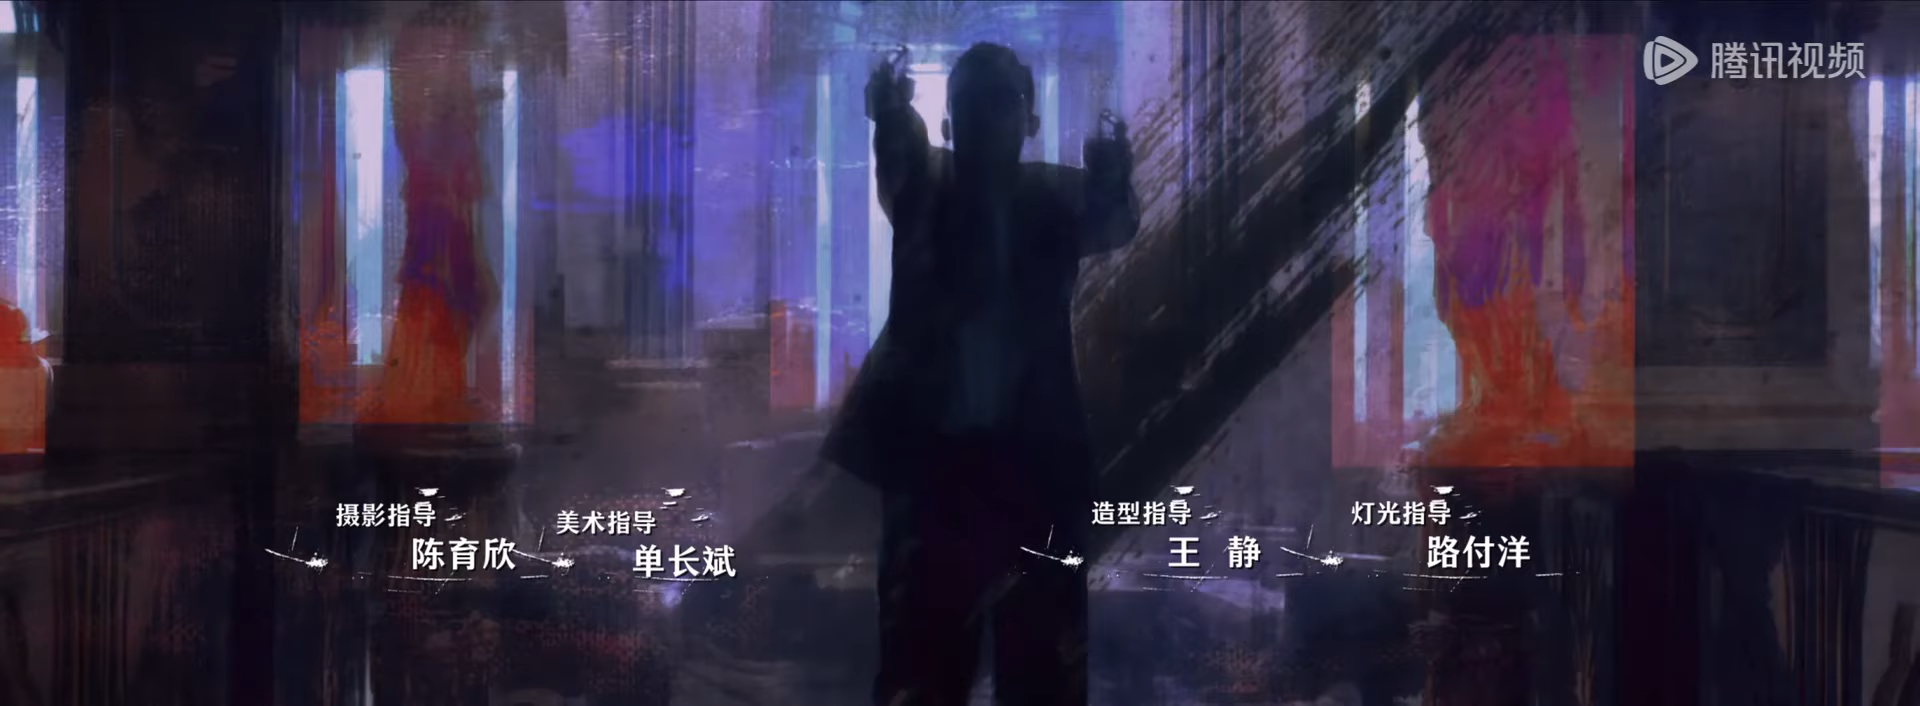 腾讯视频
摄影指导
陈育欣
美术指导
单长斌
造型指导
王 静
灯光指导
路付洋